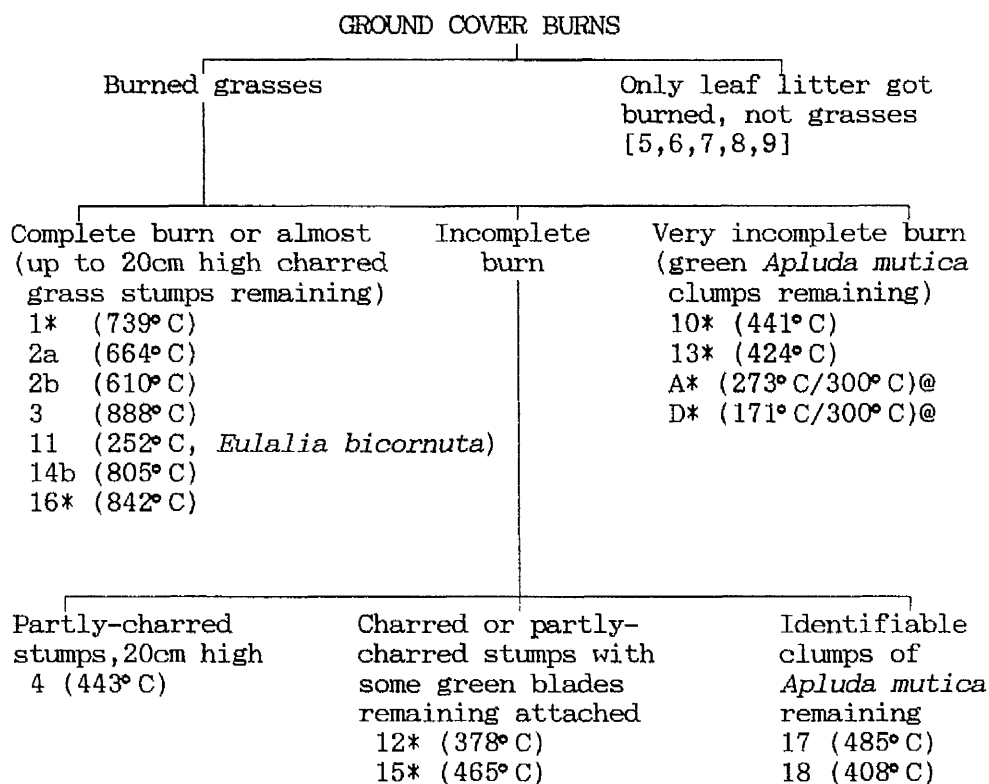 GROUND COVER BURNS
Burned grasses
Only leaf litter got
burned, not grasses
[5,6,7,8,9]
Complete burn or almost
(up to 20cm high charred
grass stumps remaining)
1* (739°C)
2a (664°C)
2b (610°C)
3 (888°C)
11 (252°C, Eulalia bicornuta)
14b (805°C)
16* (842°C)
Incomplete
burn
Very incomplete burn
(green Apluda mutica
clumps remaining)
10* (441°C)
13* (424°C)
A* (273°C/300°C)@
D* (171°C/300°C)@
Partly-charred
stumps,20cm high
4 (443°C)
Charred or partly-
charred stumps with
some green blades
remaining attached
12* (378°C)
15* (465°C)
Identifiable
clumps of
Apluda mutica
remaining
17 (485°C)
18 (408°C)